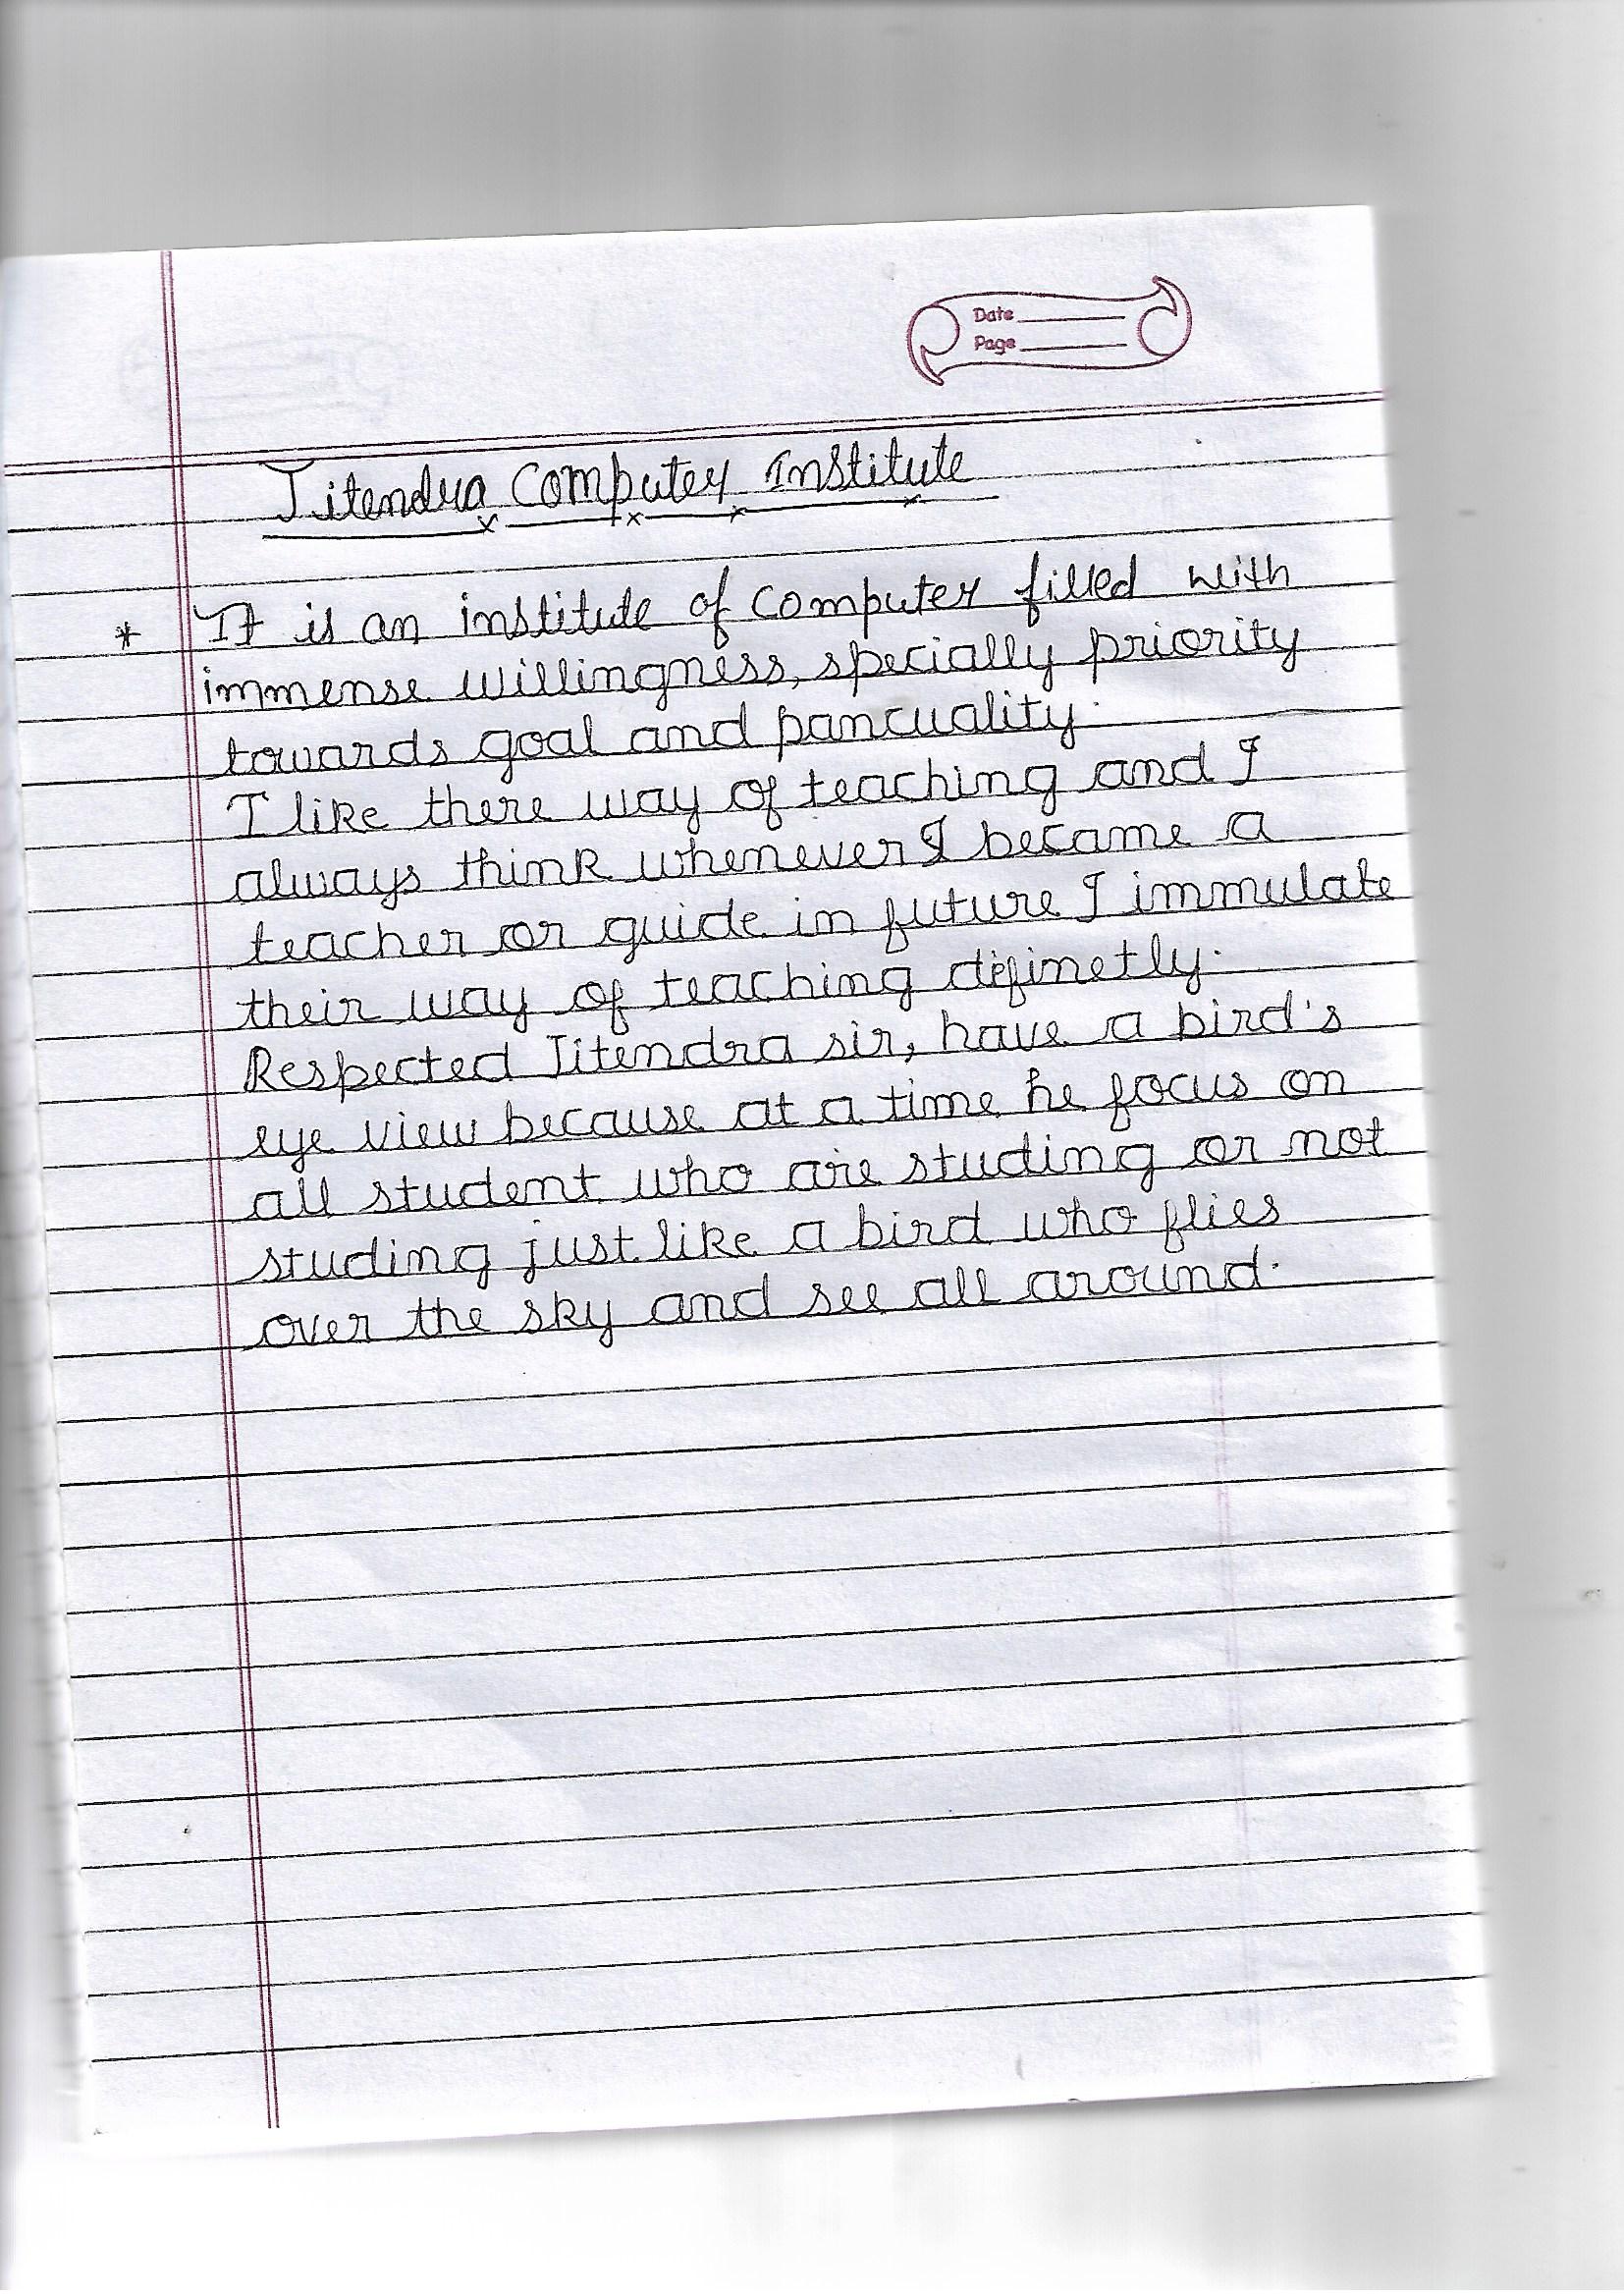 Date
Page
Jitendra Computer Institute
* It is an institute of computer filled with
immense willingness, specially priority
towards goal and pancuality.
I like there way of teaching and I
always think whenever I became a
teacher or guide in future I immulate
their way of teaching difinetly.
Respected Jitendra sir, have a bird's
eye view because at a time he focus on
all student who are studing or not
studing just like a bird who flies
over the sky and see all around.